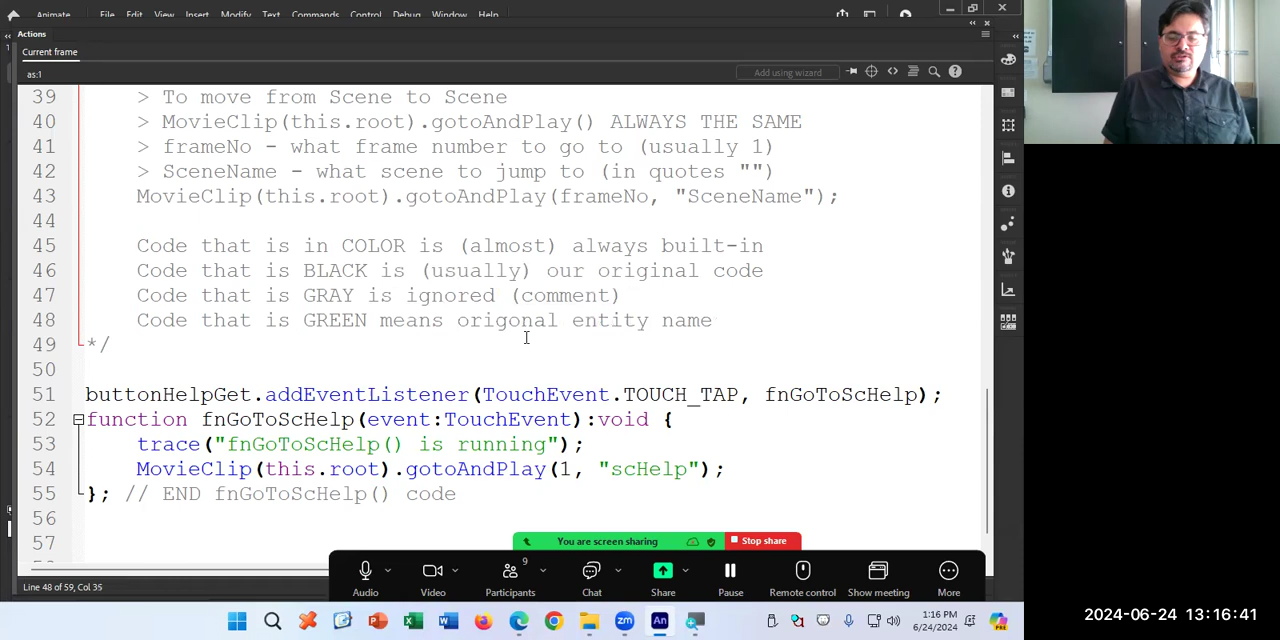 Animate File Edit View Insert Modify Text Commands Control Debug Window Help
Actions
Current frame
as:1
Add using wizard
39 > To move from Scene to Scene
40 > MovieClip(this.root).gotoAndPlay() ALWAYS THE SAME
41 > frameNo - what frame number to go to (usually 1)
42 > SceneName - what scene to jump to (in quotes "")
43 MovieClip(this.root).gotoAndPlay(frameNo, "SceneName");
44
45 Code that is in COLOR is (almost) always built-in
46 Code that is BLACK is (usually) our original code
47 Code that is GRAY is ignored (comment)
48 Code that is GREEN means origonal entity name
49 */
50
51 buttonHelpGet.addEventListener(TouchEvent.TOUCH_TAP, fnGoToScHelp);
52 function fnGoToScHelp(event:TouchEvent):void {
53 trace("fnGoToScHelp() is running");
54 MovieClip(this.root).gotoAndPlay(1, "scHelp");
55 }; // END fnGoToScHelp() code
56
57
You are screen sharing Stop share
9
Audio Video Participants Chat Share Pause Remote control Show meeting More
Line 48 of 59, Col 35
1:16 PM
6/24/2024
2024-06-24 13:16:41